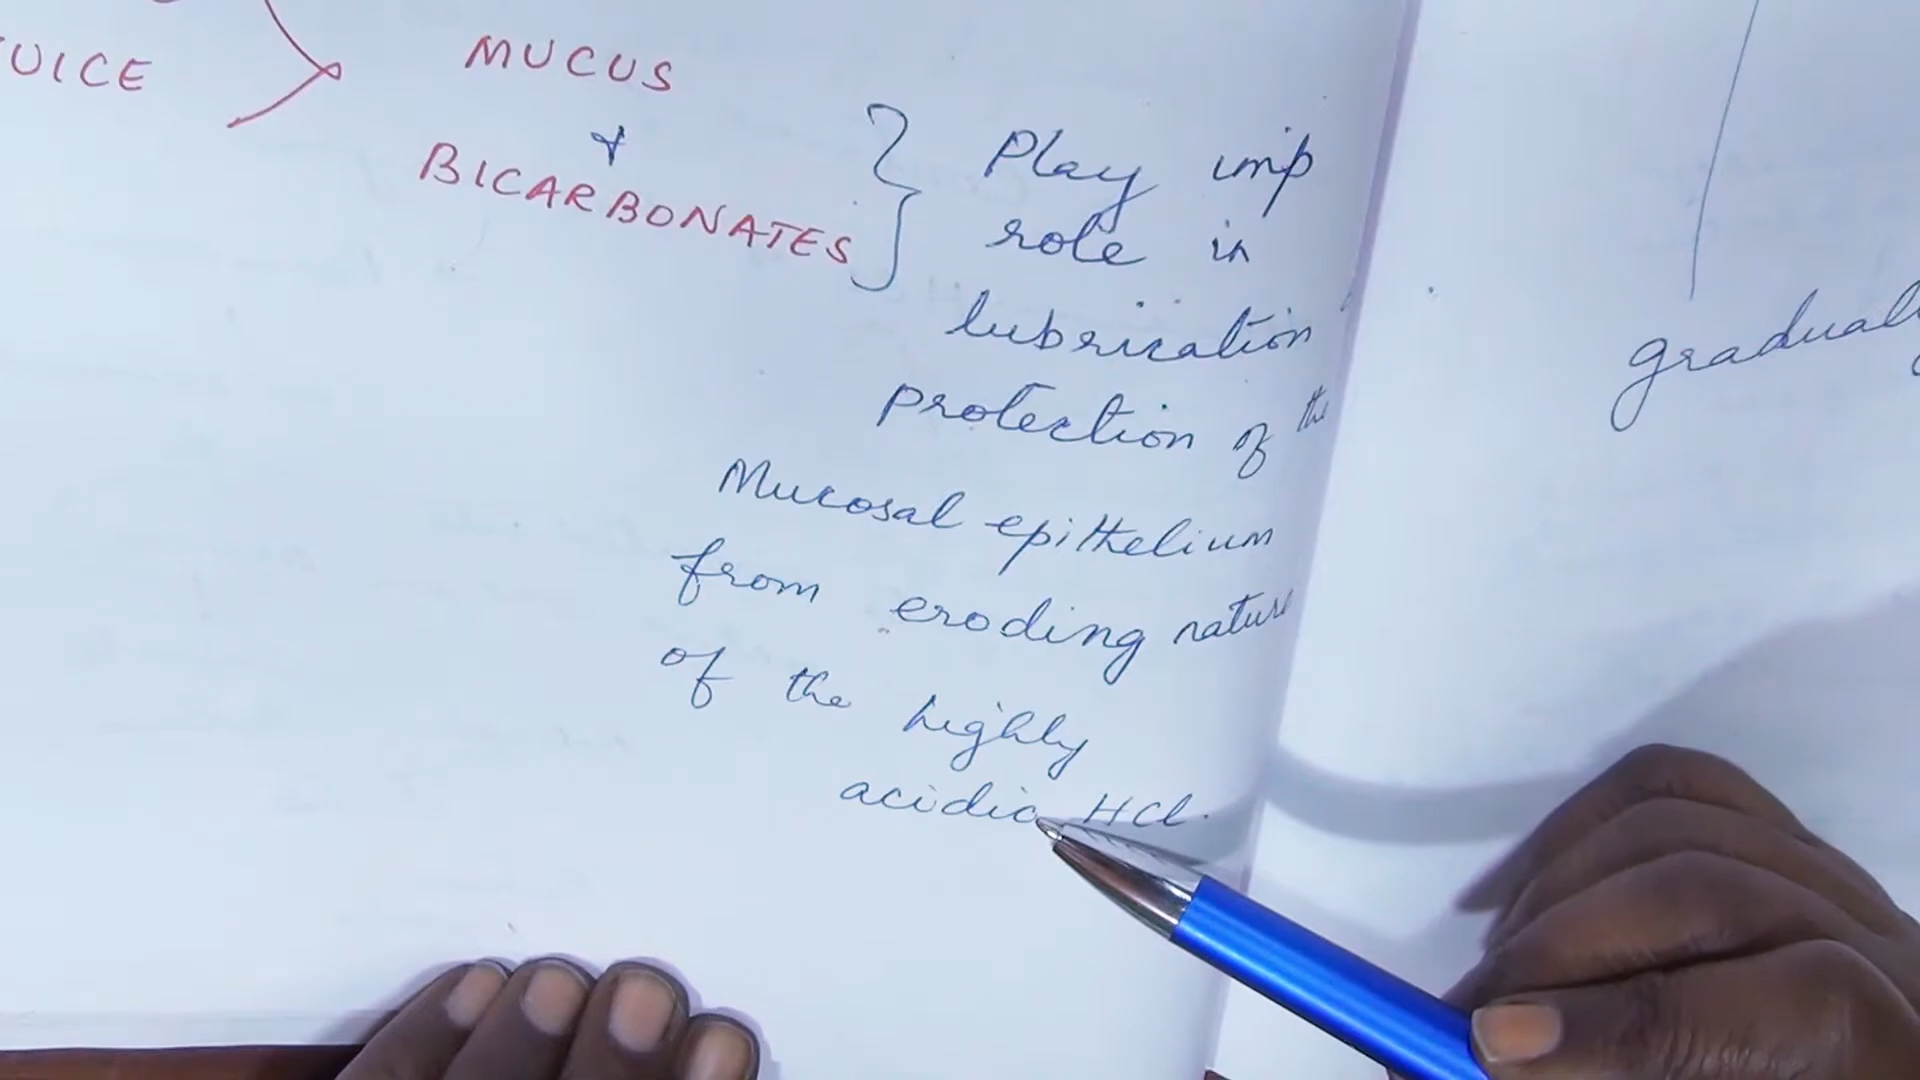 UICE
MUCUS
+
BICARBONATES
Play imp
role in
lubrication
protection of the
Mucosal epithelium
from eroding nature
of the highly
acidic HCl.
gradual